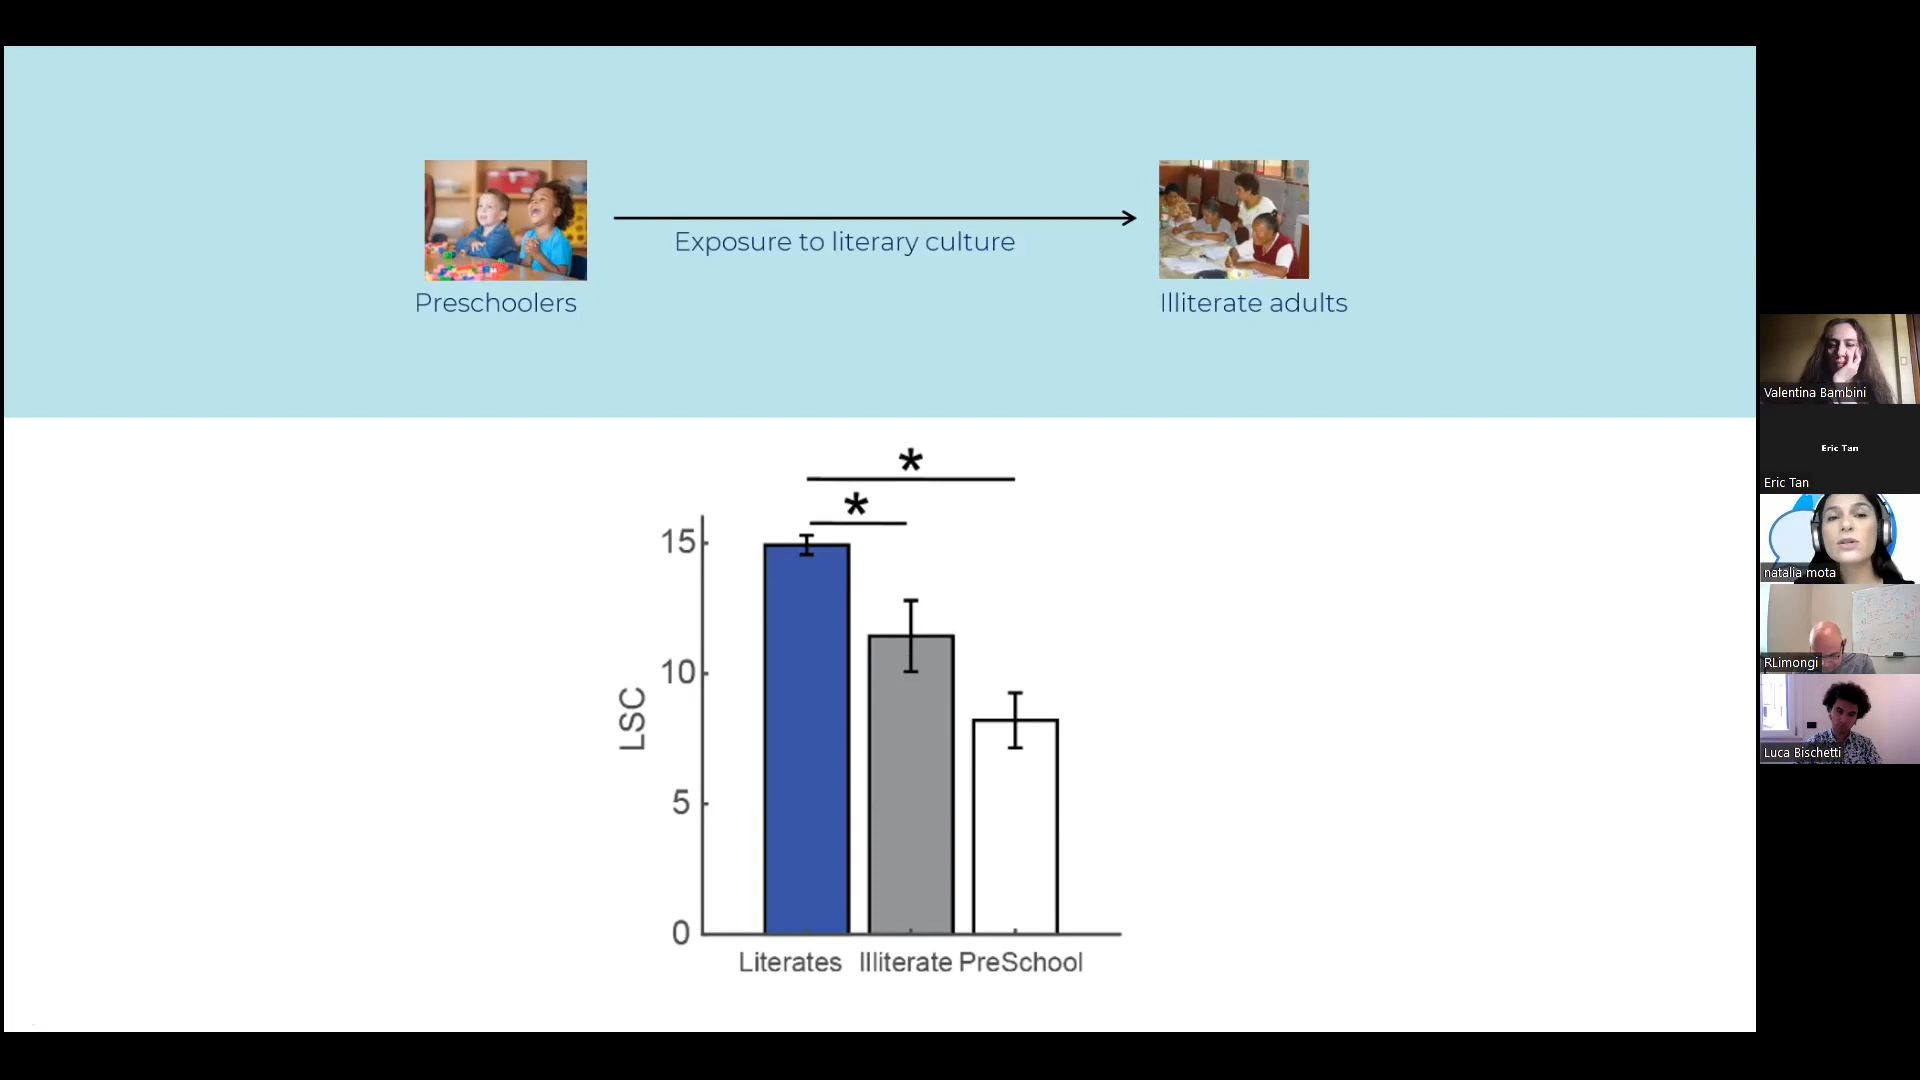 Exposure to literary culture
Preschoolers
Illiterate adults
*
*
15
10
5
0
LSC
Literates Illiterate PreSchool
Valentina Bambini
Eric Tan
Eric Tan
natalia mota
RLimongi
Luca Bischetti